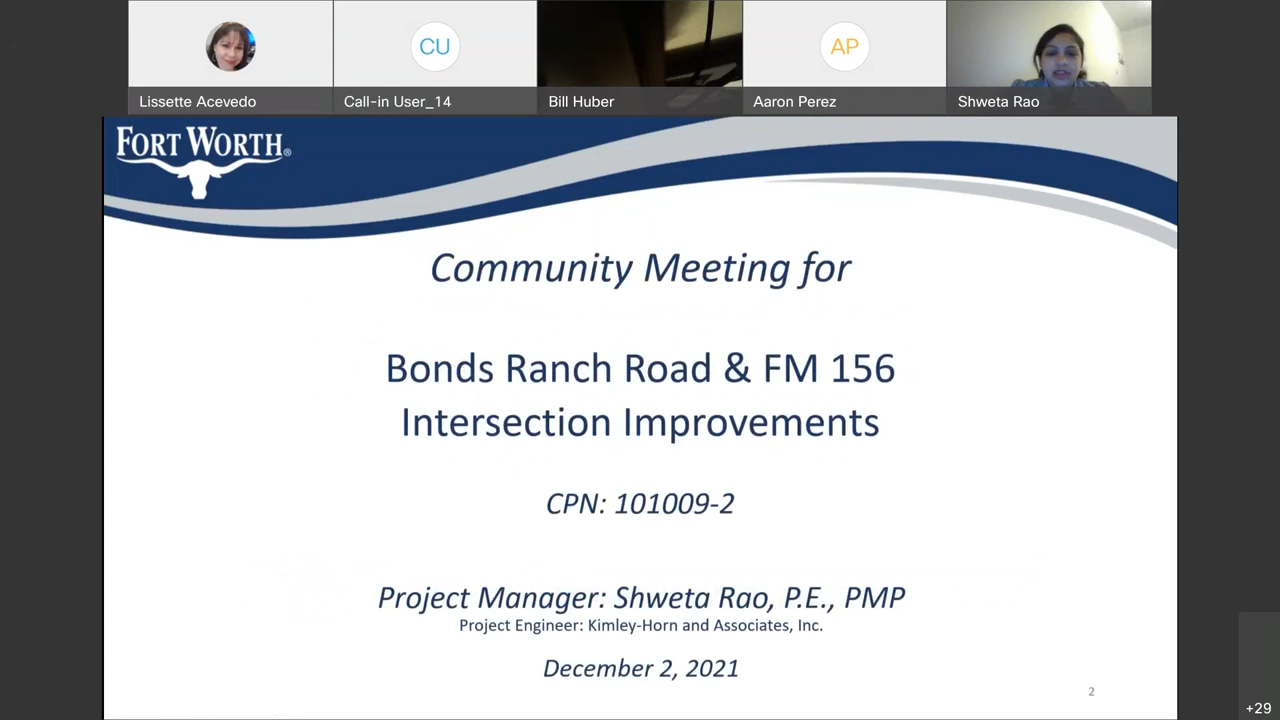 CU
AP
Lissette Acevedo
Call-in User_14
Bill Huber
Aaron Perez
Shweta Rao
FORT WORTH®
Community Meeting for
Bonds Ranch Road & FM 156
Intersection Improvements
CPN: 101009-2
Project Manager: Shweta Rao, P.E., PMP
Project Engineer: Kimley-Horn and Associates, Inc.
December 2, 2021
2
+29